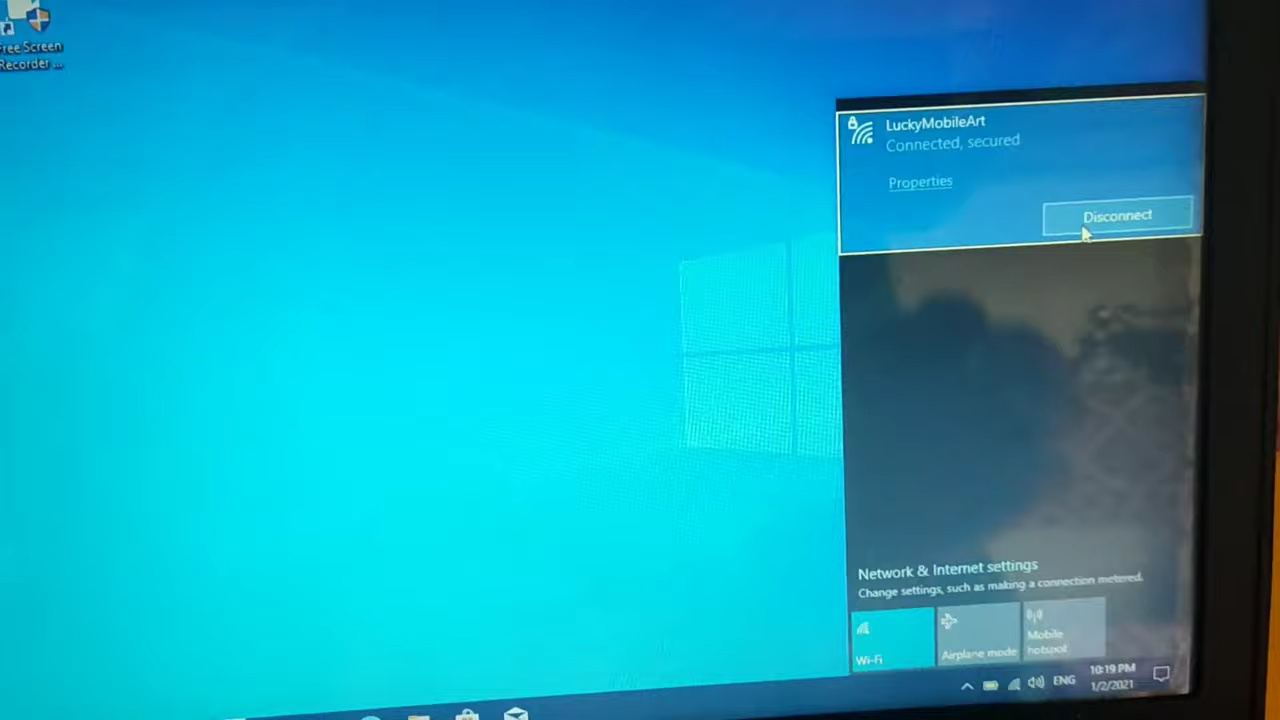 Free Screen
Recorder ...
LuckyMobileArt
Connected, secured
Properties
Disconnect
Network & Internet settings
Change settings, such as making a connection metered.
Wi-Fi
Airplane mode
Mobile
hotspot
ENG
10:19 PM
1/2/2021